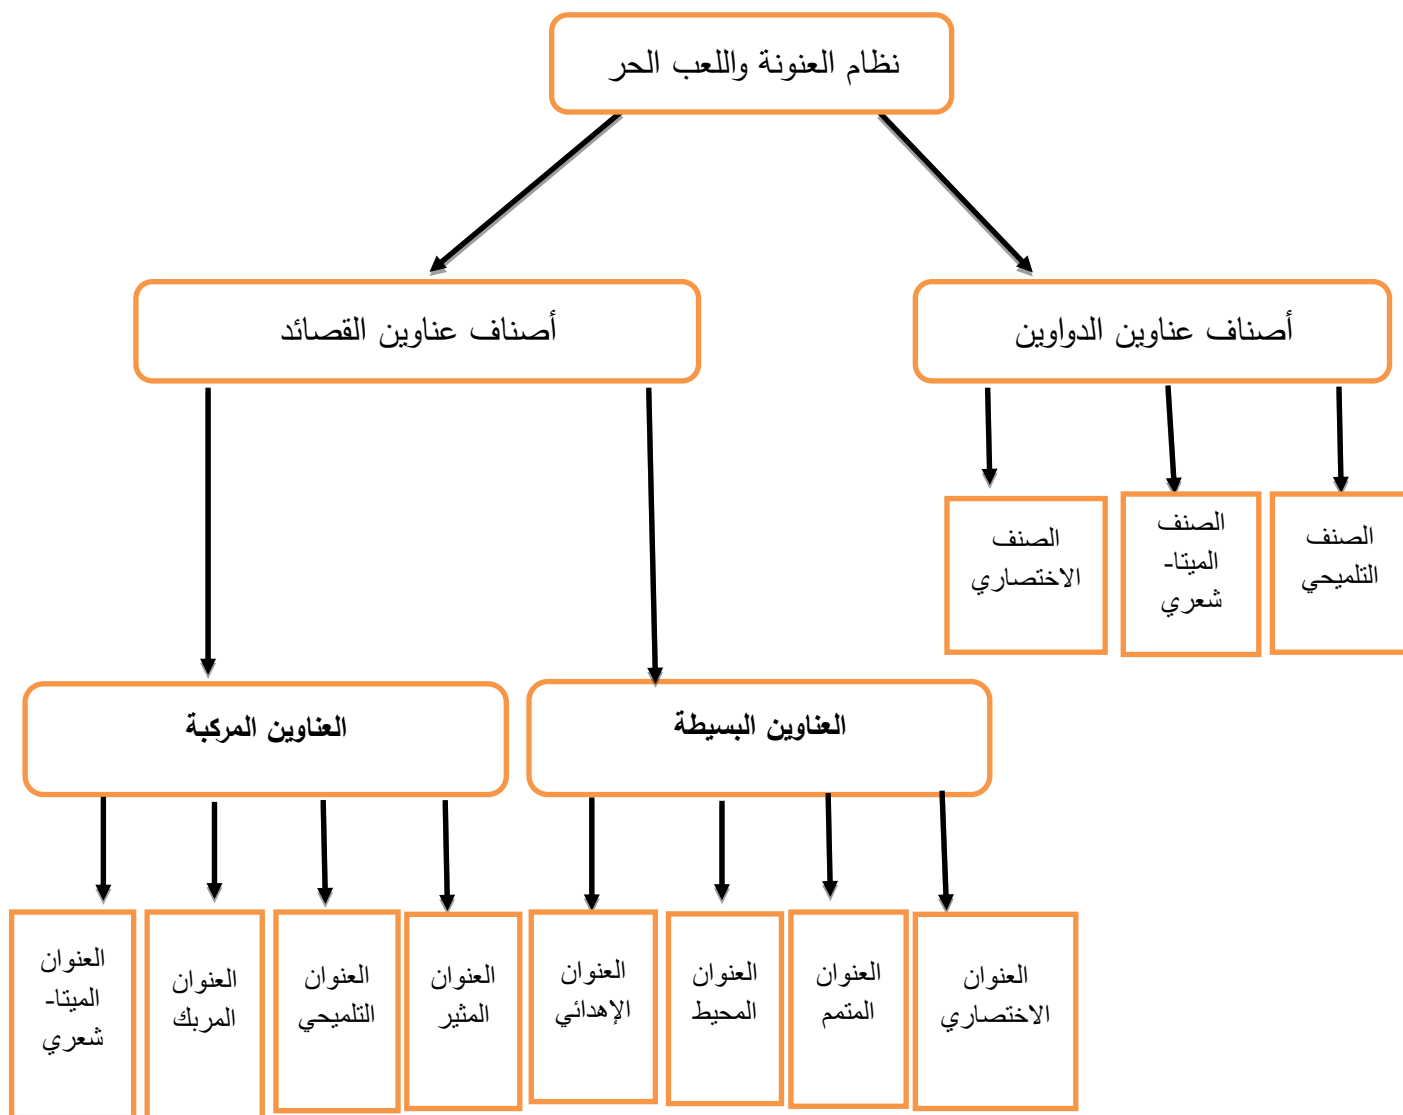 نظام العنونة واللعب الحر
أصناف عناوين الدواوين
أصناف عناوين القصائد
الصنف
التلميحي
الصنف
الميتا-
شعري
الصنف
الاختصاري
العناوين البسيطة
العناوين المركبة
العنوان
الاختصاري
العنوان
المتمم
العنوان
المحيط
العنوان
الإهدائي
العنوان
المثير
العنوان
التلميحي
العنوان
المربك
العنوان
الميتا-
شعري